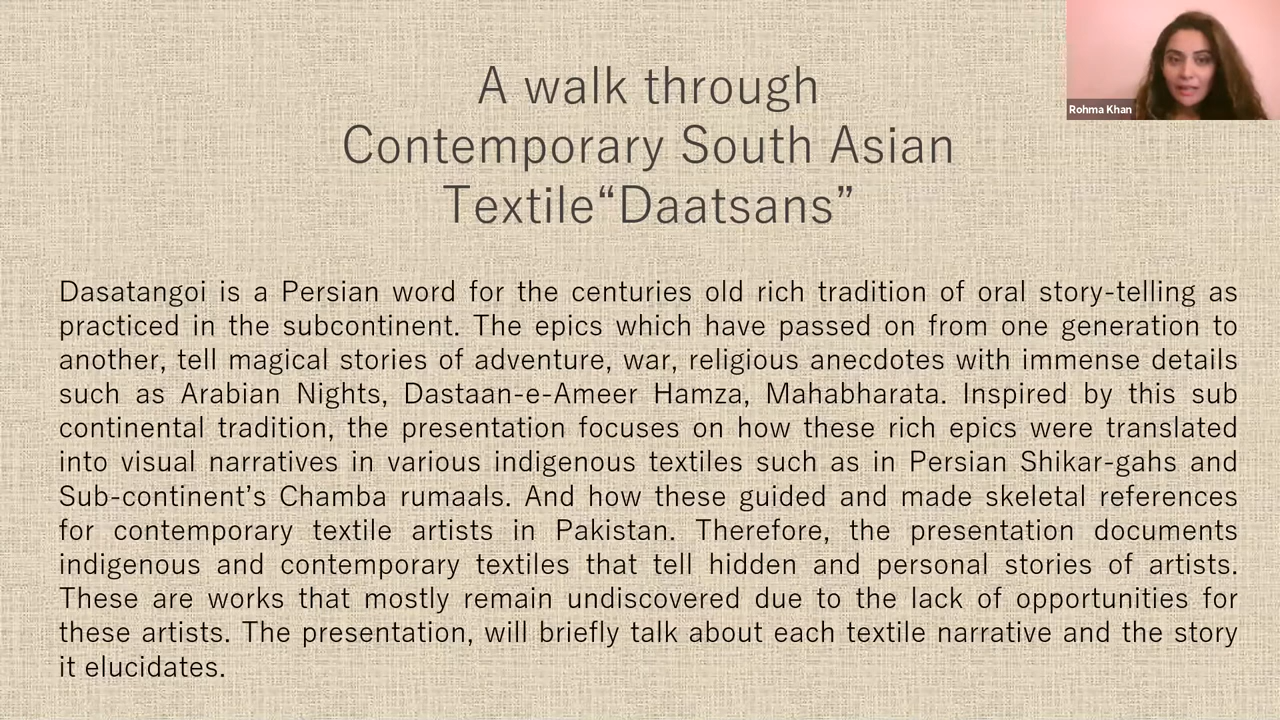 Rohma Khan
A walk through
Contemporary South Asian
Textile“Daatsans”
Dasatangoi is a Persian word for the centuries old rich tradition of oral story-telling as
practiced in the subcontinent. The epics which have passed on from one generation to
another, tell magical stories of adventure, war, religious anecdotes with immense details
such as Arabian Nights, Dastaan-e-Ameer Hamza, Mahabharata. Inspired by this sub
continental tradition, the presentation focuses on how these rich epics were translated
into visual narratives in various indigenous textiles such as in Persian Shikar-gahs and
Sub-continent’s Chamba rumaals. And how these guided and made skeletal references
for contemporary textile artists in Pakistan. Therefore, the presentation documents
indigenous and contemporary textiles that tell hidden and personal stories of artists.
These are works that mostly remain undiscovered due to the lack of opportunities for
these artists. The presentation, will briefly talk about each textile narrative and the story
it elucidates.